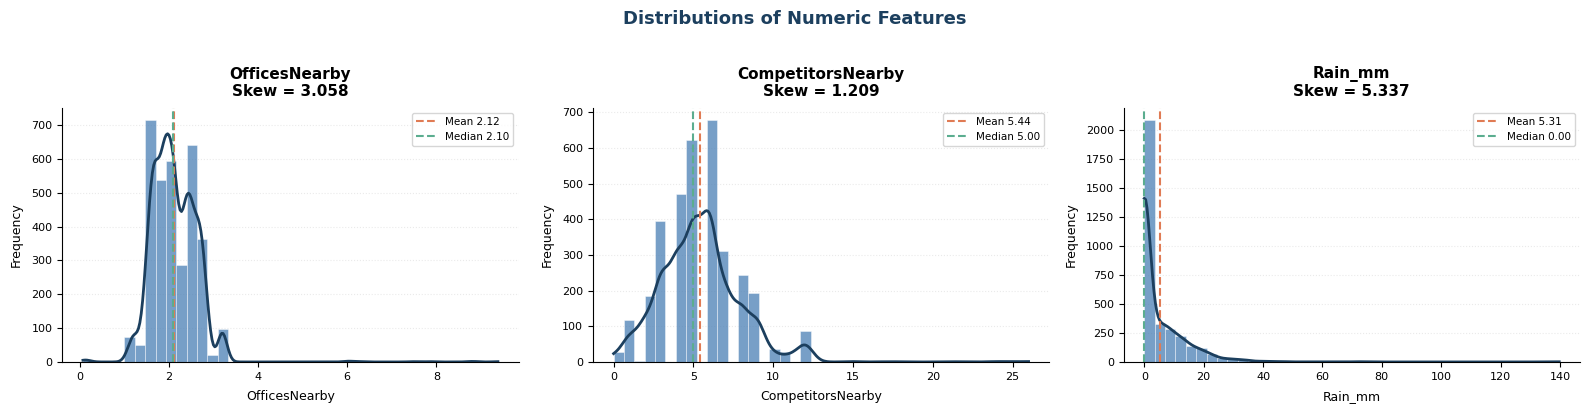 Distributions of Numeric Features
OfficesNearby
Skew = 3.058
Mean 2.12
Median 2.10
Frequency
700
600
500
400
300
200
100
0
0 2 4 6 8
OfficesNearby
CompetitorsNearby
Skew = 1.209
Mean 5.44
Median 5.00
Frequency
700
600
500
400
300
200
100
0
0 5 10 15 20 25
CompetitorsNearby
Rain_mm
Skew = 5.337
Mean 5.31
Median 0.00
Frequency
2000
1750
1500
1250
1000
750
500
250
0
0 20 40 60 80 100 120 140
Rain_mm